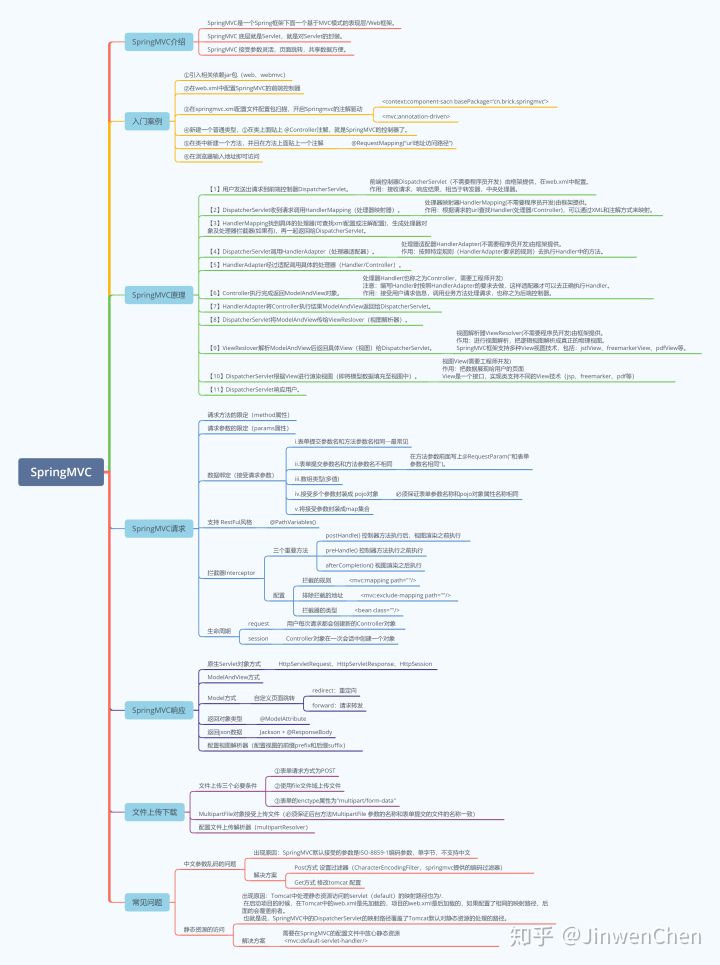 SpringMVC
SpringMVC介绍
SpringMVC是一个Spring框架下面一个基于MVC模式的表现层/Web框架。
SpringMVC 底层就是Servlet，就是对Servlet的封装。
SpringMVC 接受参数灵活，页面跳转，共享数据方便。
入门案例
①引入相关依赖jar包（web、webmvc）
②在web.xml中配置SpringMVC的前端控制器
③在springmvc.xml配置文件配置包扫描，开启Springmvc的注解驱动
<context:component-sacn basePackage="cn.brick.springmvc">
<mvc:annotation-driven>
④新建一个普通类型，⑤在类上面贴上 @Controller注解，就是SpringMVC的控制器了。
⑤在类中新建一个方法，并且在方法上面贴上一个注解
@RequestMapping("url地址访问路径")
⑥在浏览器输入地址即可访问
SpringMVC原理
【1】用户发送出请求到前端控制器DispatcherServlet。
前端控制器DispatcherServlet（不需要程序员开发）由框架提供，在web.xml中配置。
作用：接收请求，响应结果，相当于转发器，中央处理器。
【2】DispatcherServlet收到请求调用HandlerMapping（处理器映射器）。
处理器映射器HandlerMapping(不需要程序员开发)由框架提供。
作用：根据请求的url查找Handler(处理器/Controller)，可以通过XML和注解方式来映射。
【3】HandlerMapping找到具体的处理器(可查找xml配置或注解配置)，生成处理器对
象及处理器拦截器(如果有)，再一起返回给DispatcherServlet。
【4】DispatcherServlet调用HandlerAdapter（处理器适配器）。
处理器适配器HandlerAdapter(不需要程序员开发)由框架提供。
作用：按照特定规则（HandlerAdapter要求的规则）去执行Handler中的方法。
【5】HandlerAdapter经过适配调用具体的处理器（Handler/Controller）。
【6】Controller执行完成返回ModelAndView对象。
处理器Handler(也称之为Controller，需要工程师开发)
注意：编写Handler时按照HandlerAdapter的要求去做，这样适配器才可以去正确执行Handler。
作用：接受用户请求信息，调用业务方法处理请求，也称之为后端控制器。
【7】HandlerAdapter将Controller执行结果ModelAndView返回给DispatcherServlet。
【8】DispatcherServlet将ModelAndView传给ViewReslover（视图解析器）。
【9】ViewReslover解析ModelAndView后返回具体View（视图）给DispatcherServlet。
视图解析器ViewResolver(不需要程序员开发)由框架提供。
作用：进行视图解析，把逻辑视图解析成真正的物理视图。
SpringMVC框架支持多种View视图技术，包括：jstlView、freemarkerView、pdfView等。
【10】DispatcherServlet根据View进行渲染视图（即将模型数据填充至视图中）。
视图View(需要工程师开发)
作用：把数据展现给用户的页面
View是一个接口，实现类支持不同的View技术（jsp、freemarker、pdf等）
【11】DispatcherServlet响应用户。
SpringMVC请求
请求方法的限定（method属性）
请求参数的限定（params属性）
数据绑定（接受请求参数）
i.表单提交参数名和方法参数名相同一最常见
ii.表单提交参数名和方法参数名不相同
在方法参数前面写上@RequestParam("和表单
参数名相同")。
iii.数组类型(多值)
iv.接受多个参数封装成 pojo对象
必须保证表单参数名称和pojo对象属性名称相同
v.将接受参数封装成map集合
支持 RestFul风格
@PathVariables()
拦截器Interceptor
三个重要方法
postHandle() 控制器方法执行后，视图渲染之前执行
preHandle() 控制器方法执行之前执行
afterCompletion() 视图渲染之后执行
配置
拦截的规则
<mvc:mapping path=""/>
排除拦截的地址
<mvc:exclude-mapping path=""/>
拦截器的类型
<bean class=""/>
生命周期
request
用户每次请求都会创建新的Controller对象
session
Controller对象在一次会话中创建一个对象
SpringMVC响应
原生Servlet对象方式
HttpServletRequest、HttpServletResponse、HttpSession
ModelAndView方式
Model方式
自定义页面跳转
redirect：重定向
forward：请求转发
返回对象类型
@ModelAttribute
返回json数据
Jackson + @ResponseBody
配置视图解析器（配置视图的前缀prefix和后缀suffix）
文件上传下载
文件上传三个必要条件
①表单请求方式为POST
②使用file文件域上传文件
③表单的enctype属性为"multipart/form-data"
MultipartFile对象接受上传文件（必须保证后台方法MultipartFile 参数的名称和表单提交的文件的名称一致）
配置文件上传解析器（multipartResolver）
常见问题
中文参数乱码的问题
出现原因：SpringMVC默认接受的参数是ISO-8859-1编码参数，单字节，不支持中文
解决方案
Post方式 设置过滤器（CharacterEncodingFilter，springmvc提供的编码过滤器）
Get方式 修改tomcat 配置
静态资源的访问
出现原因：Tomcat中处理静态资源访问的servlet（default）的映射路径也为/.
在启动项目的时候，在Tomcat中的web.xml是先加载的，项目的web.xml是后加载的，如果配置了相同的映射路径，后
面的会覆盖前者。
也就是说，SpringMVC中的DispatcherServlet的映射路径覆盖了Tomcat默认对静态资源的处理的路径。
解决方案
需要在SpringMVC的配置文件中放心静态资源
<mvc:default-servlet-handler/>
知乎 @JinwenChen